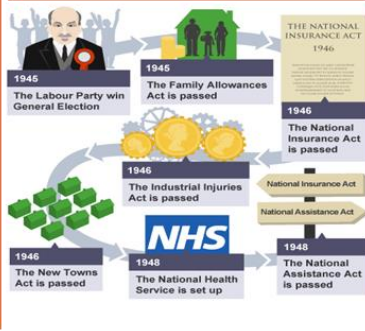 1945
The Labour Party win
General Election
1945
The Family Allowances
Act is passed
THE NATIONAL
INSURANCE ACT
1946
1946
The National
Insurance Act
is passed
1946
The Industrial Injuries
Act is passed
1946
The New Towns
Act is passed
NHS
1948
The National Health
Service is set up
National Insurance Act
National Assistance Act
1948
The National
Assistance Act
is passed